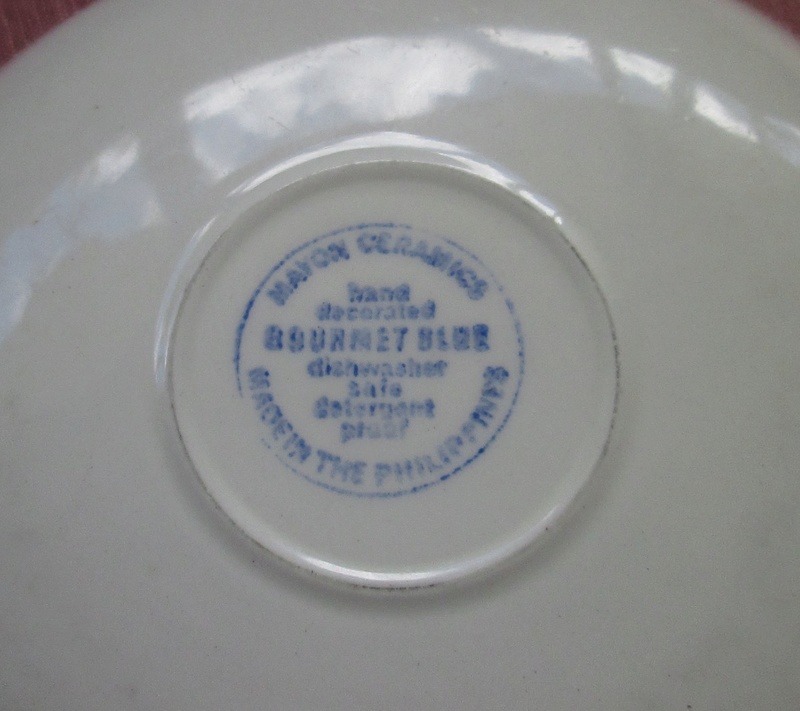 MAYON CERAMICS
hand
decorated
GOURMET BLUE
dishwasher
safe
detergent
proof
MADE IN THE PHILIPPINES